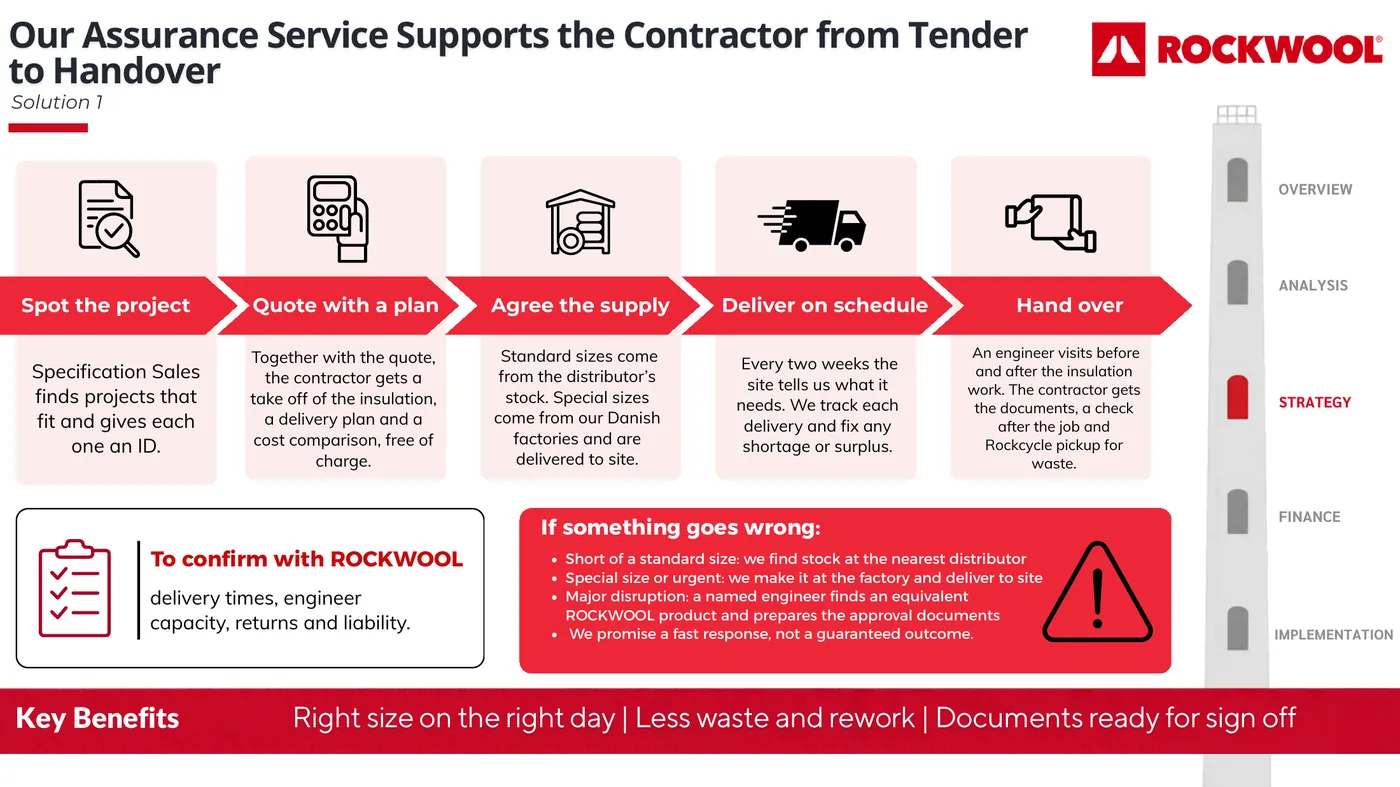 Our Assurance Service Supports the Contractor from Tender
to Handover
Solution 1
ROCKWOOL®
OVERVIEW
ANALYSIS
STRATEGY
FINANCE
IMPLEMENTATION
Spot the project
Specification Sales
finds projects that
fit and gives each
one an ID.
Quote with a plan
Together with the quote,
the contractor gets a
take off of the insulation,
a delivery plan and a
cost comparison, free of
charge.
Agree the supply
Standard sizes come
from the distributor’s
stock. Special sizes
come from our Danish
factories and are
delivered to site.
Deliver on schedule
Every two weeks the
site tells us what it
needs. We track each
delivery and fix any
shortage or surplus.
Hand over
An engineer visits before
and after the insulation
work. The contractor gets
the documents, a check
after the job and
Rockcycle pickup for
waste.
To confirm with ROCKWOOL
delivery times, engineer
capacity, returns and liability.
If something goes wrong:
• Short of a standard size: we find stock at the nearest distributor
• Special size or urgent: we make it at the factory and deliver to site
• Major disruption: a named engineer finds an equivalent
ROCKWOOL product and prepares the approval documents
• We promise a fast response, not a guaranteed outcome.
Key Benefits
Right size on the right day | Less waste and rework | Documents ready for sign off